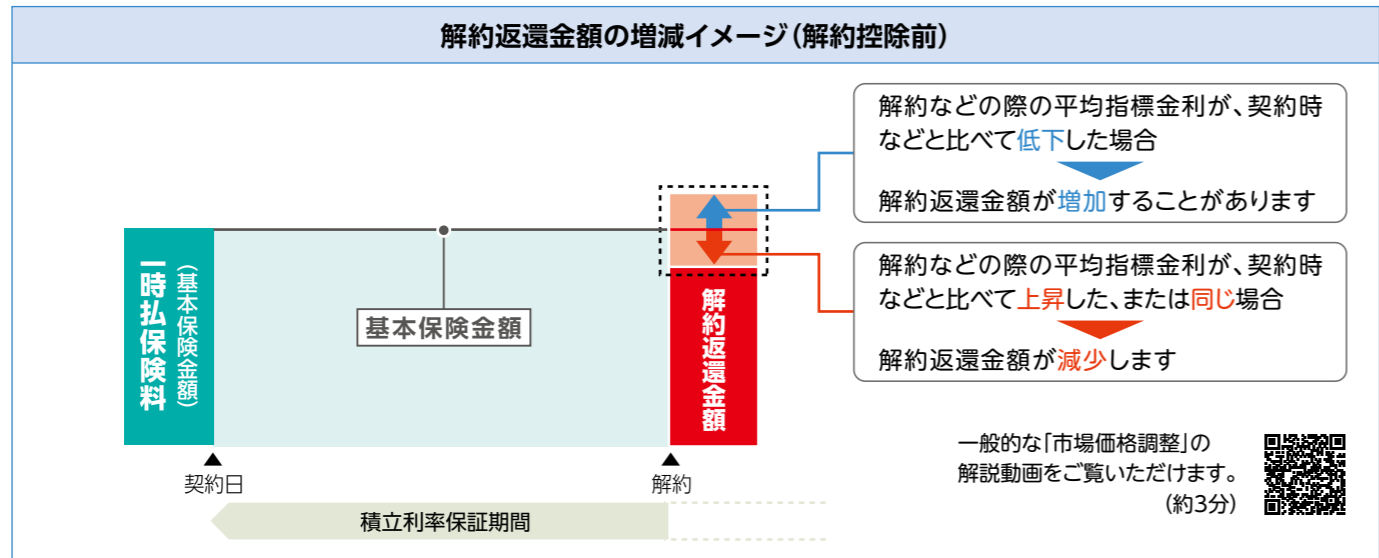 解約返還金額の増減イメージ(解約控除前)
解約などの際の平均指標金利が、契約時
などと比べて低下した場合
解約返還金額が増加することがあります
解約などの際の平均指標金利が、契約時
などと比べて上昇した、または同じ場合
解約返還金額が減少します
一時払保険料
(基本保険金額)
基本保険金額
解約返還金額
契約日
解約
積立利率保証期間
一般的な「市場価格調整」の
解説動画をご覧いただけます。
(約3分)